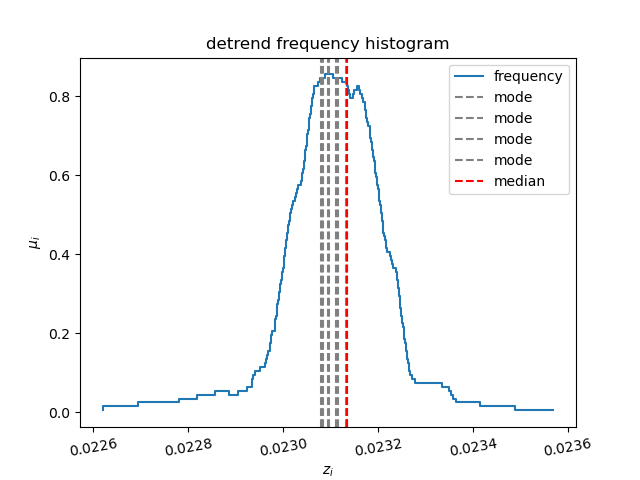 detrend frequency histogram
frequency
mode
mode
mode
mode
median
μi
0.8
0.6
0.4
0.2
0.0
0.0226 0.0228 0.0230 0.0232 0.0234 0.0236
zi